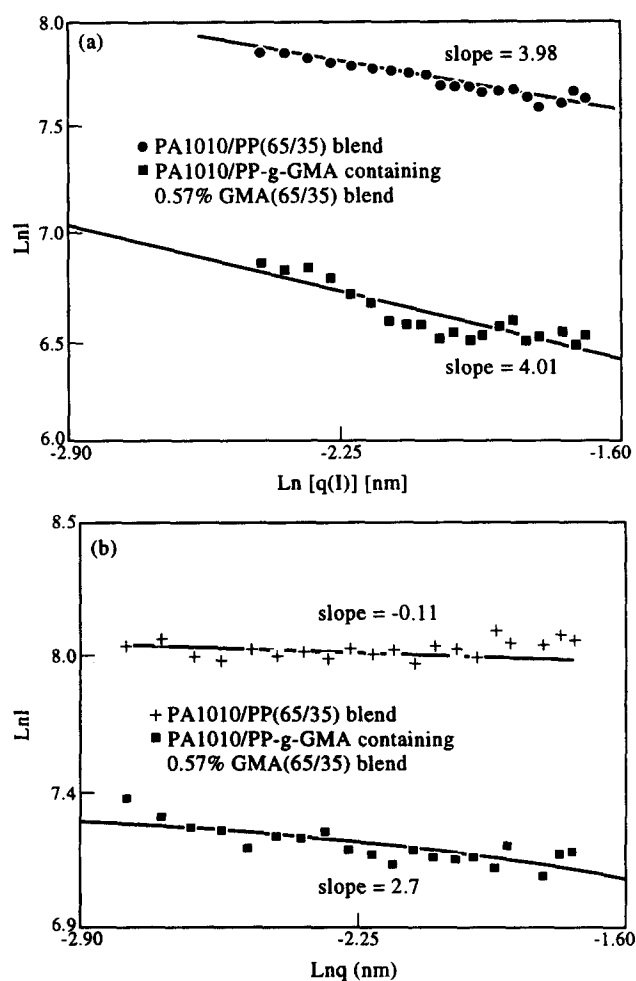 (a)
8.0
7.5
7.0
6.5
6.0
LnI
slope = 3.98
● PA1010/PP(65/35) blend
■ PA1010/PP-g-GMA containing
0.57% GMA(65/35) blend
slope = 4.01
-2.90
-2.25
-1.60
Ln [q(I)] [nm]
(b)
8.5
8.0
7.4
6.9
LnI
slope = -0.11
+ PA1010/PP(65/35) blend
■ PA1010/PP-g-GMA containing
0.57% GMA(65/35) blend
slope = 2.7
-2.90
-2.25
-1.60
Lnq (nm)